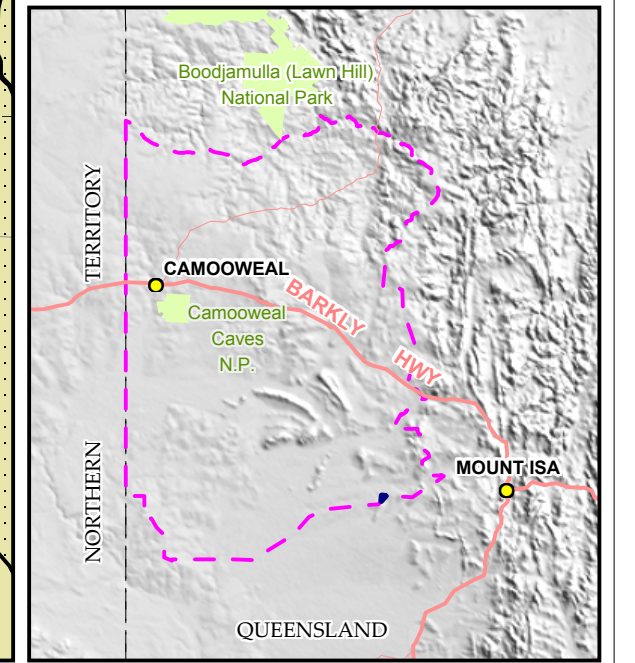 Boodjamulla (Lawn Hill)
National Park
TERRITORY
CAMOOWEAL
BARKLY
Camooweal
Caves
N.P.
HWY
NORTHERN
MOUNT ISA
QUEENSLAND